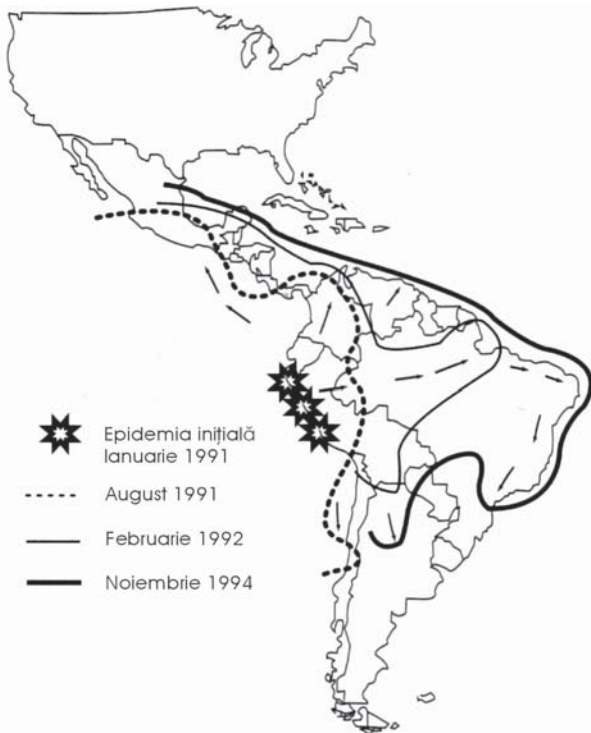 Epidemia inițială
Ianuarie 1991
August 1991
Februarie 1992
Noiembrie 1994